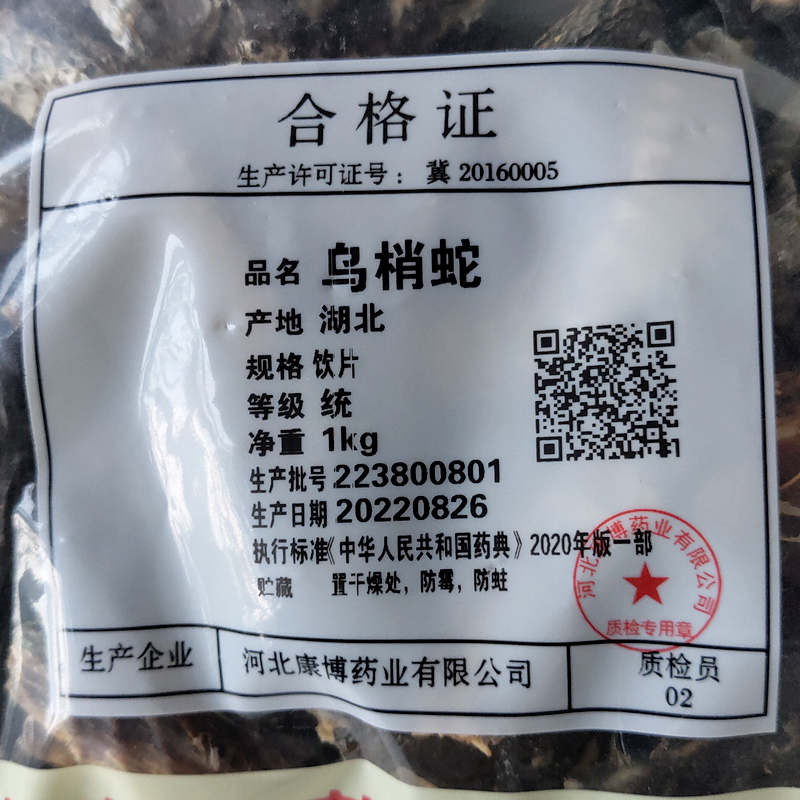 合格证
生产许可证号：冀 20160005
品名 乌梢蛇
产地 湖北
规格 饮片
等级 统
净重 1kg
生产批号 223800801
生产日期 20220826
执行标准《中华人民共和国药典》2020年版一部
贮藏 置干燥处，防霉，防蛀
河北康博药业有限公司
质检专用章
生产企业 河北康博药业有限公司 质检员
02